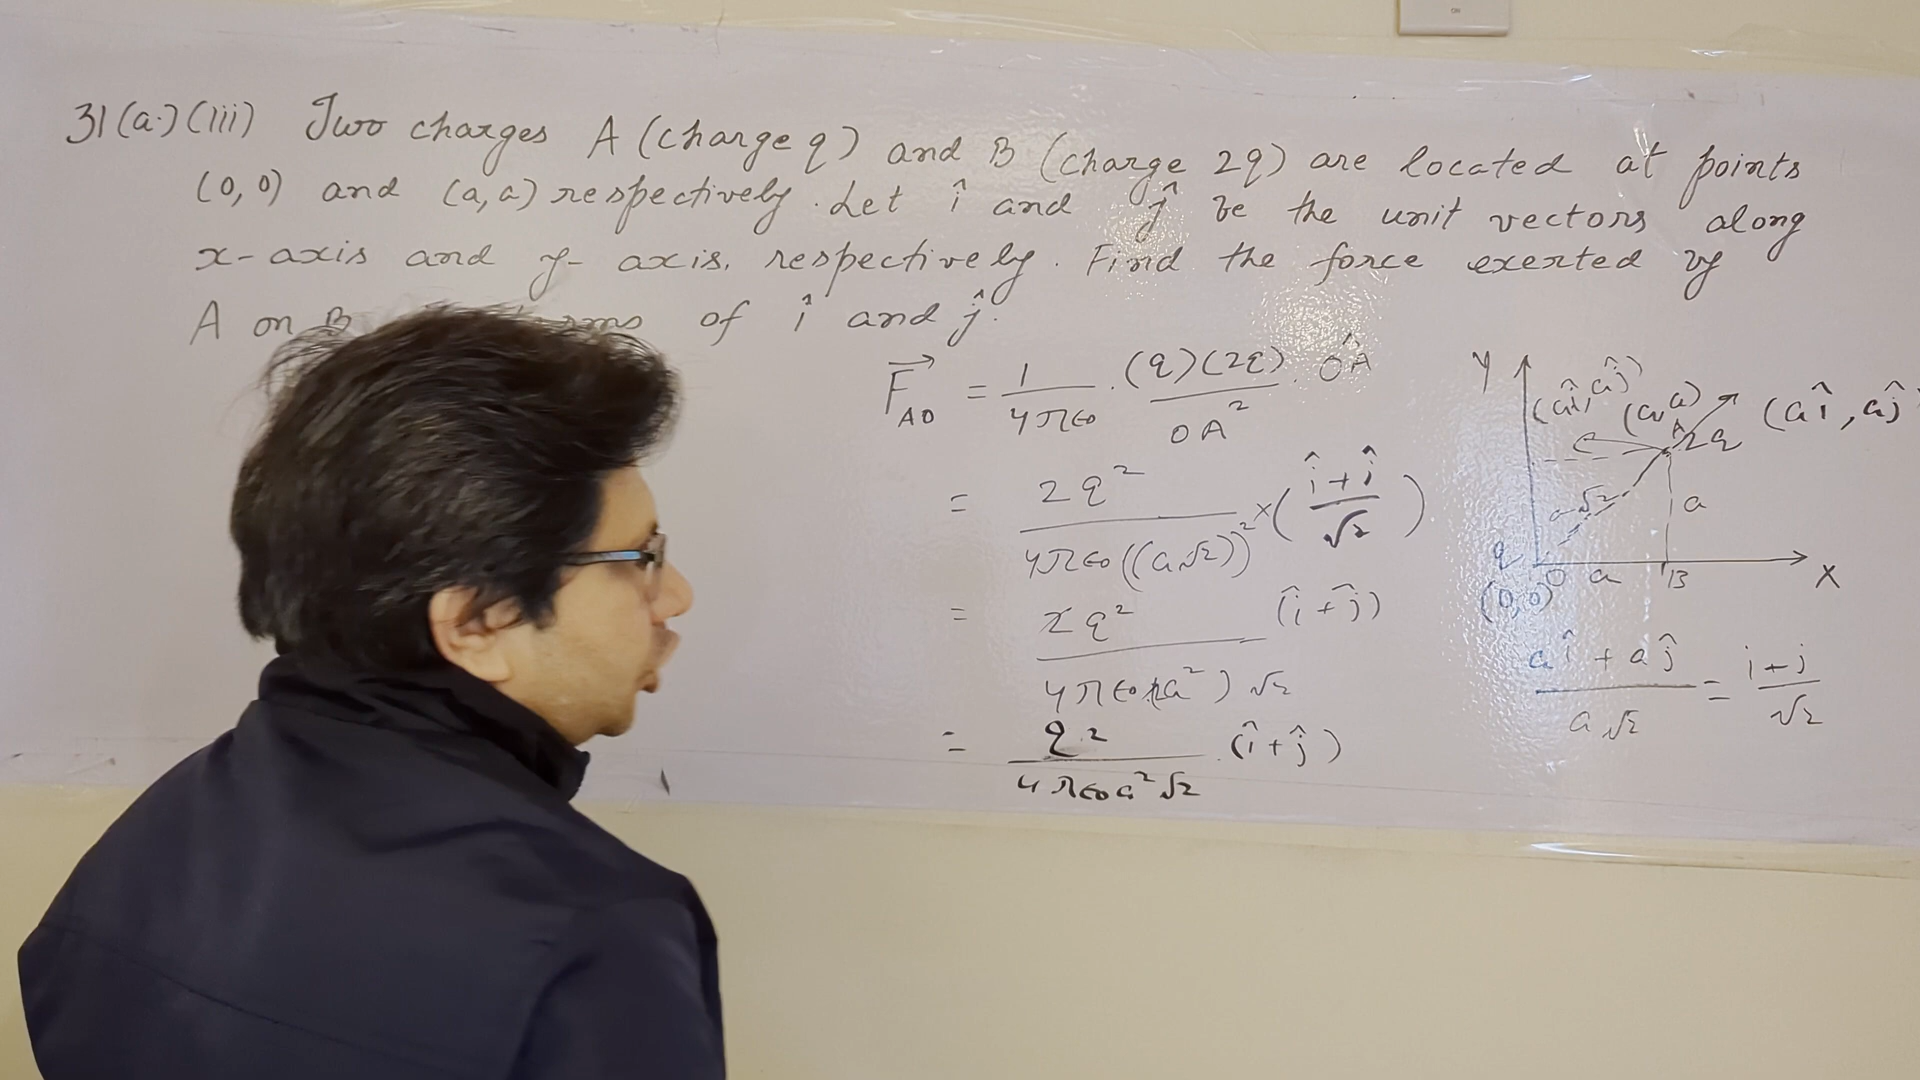 31(a.)(iii) Two charges A (charge q) and B (charge 2q) are located at points
(0, 0) and (a, a) respectively. Let î and ĵ be the unit vectors along
x-axis and y-axis, respectively. Find the force exerted by
A on B of î and ĵ.
F⃗AO = 1/4πε0 . (q)(2q)/OA² . OÂ
= 2q²/4πε0((a√2))² × (î+ĵ/√2)
= 2q²/4πε0(2a²)√2 (î + ĵ)
= q²/4πε0a²√2 . (î+ĵ)
Y
(aî, aĵ)
(a, a)
(aî, aĵ)
A
2q
a√2
a
q
O
a
B
X
(0,0)
aî + aĵ/a√2 = i+j/√2